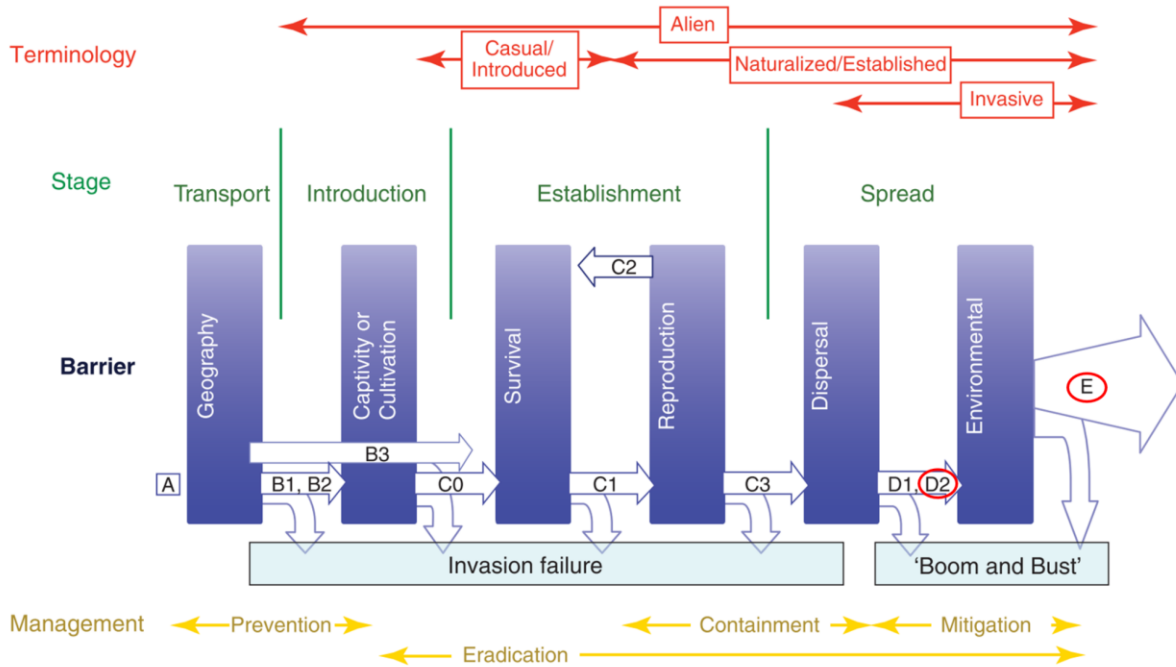 Terminology
Alien
Casual/
Introduced
Naturalized/Established
Invasive
Stage
Transport
Introduction
Establishment
Spread
Barrier
Geography
Captivity or
Cultivation
Survival
Reproduction
Dispersal
Environmental
C2
E
B3
A
B1, B2
C0
C1
C3
D1, D2
Invasion failure
'Boom and Bust'
Management
Prevention
Containment
Mitigation
Eradication